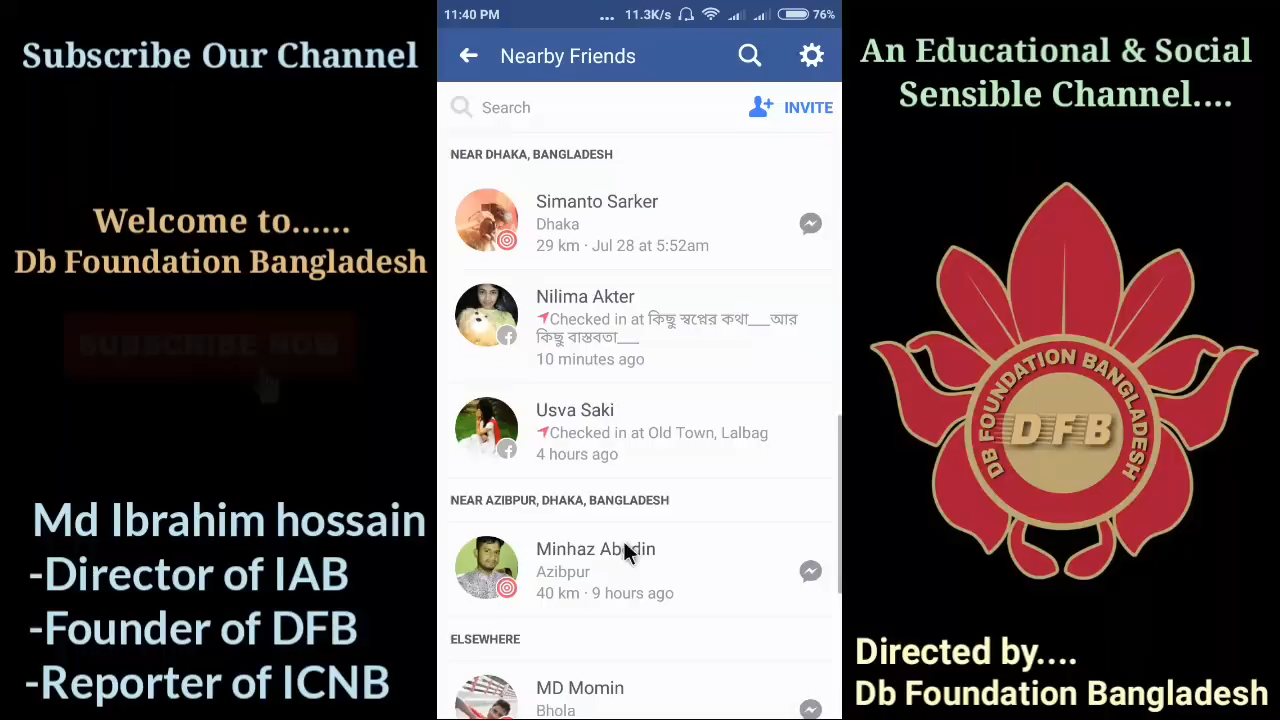 Subscribe Our Channel
Welcome to......
Db Foundation Bangladesh
SUBSCRIBE NOW
Md Ibrahim hossain
-Director of IAB
-Founder of DFB
-Reporter of ICNB
11:40 PM ... 11.3K/s 76%
Nearby Friends
Search INVITE
NEAR DHAKA, BANGLADESH
Simanto Sarker
Dhaka
29 km · Jul 28 at 5:52am
Nilima Akter
Checked in at কিছু স্বপ্নের কথা___আর
কিছু বাস্তবতা___
10 minutes ago
Usva Saki
Checked in at Old Town, Lalbag
4 hours ago
NEAR AZIBPUR, DHAKA, BANGLADESH
Minhaz Abedin
Azibpur
40 km · 9 hours ago
ELSEWHERE
MD Momin
Bhola
An Educational & Social
Sensible Channel....
DB FOUNDATION BANGLADESH
DFB
Directed by....
Db Foundation Bangladesh